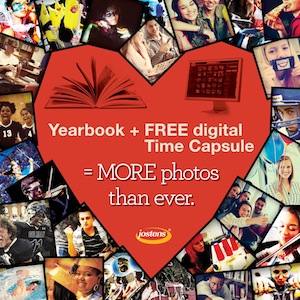 Yearbook + FREE digital
Time Capsule
= MORE photos
than ever.
jostens